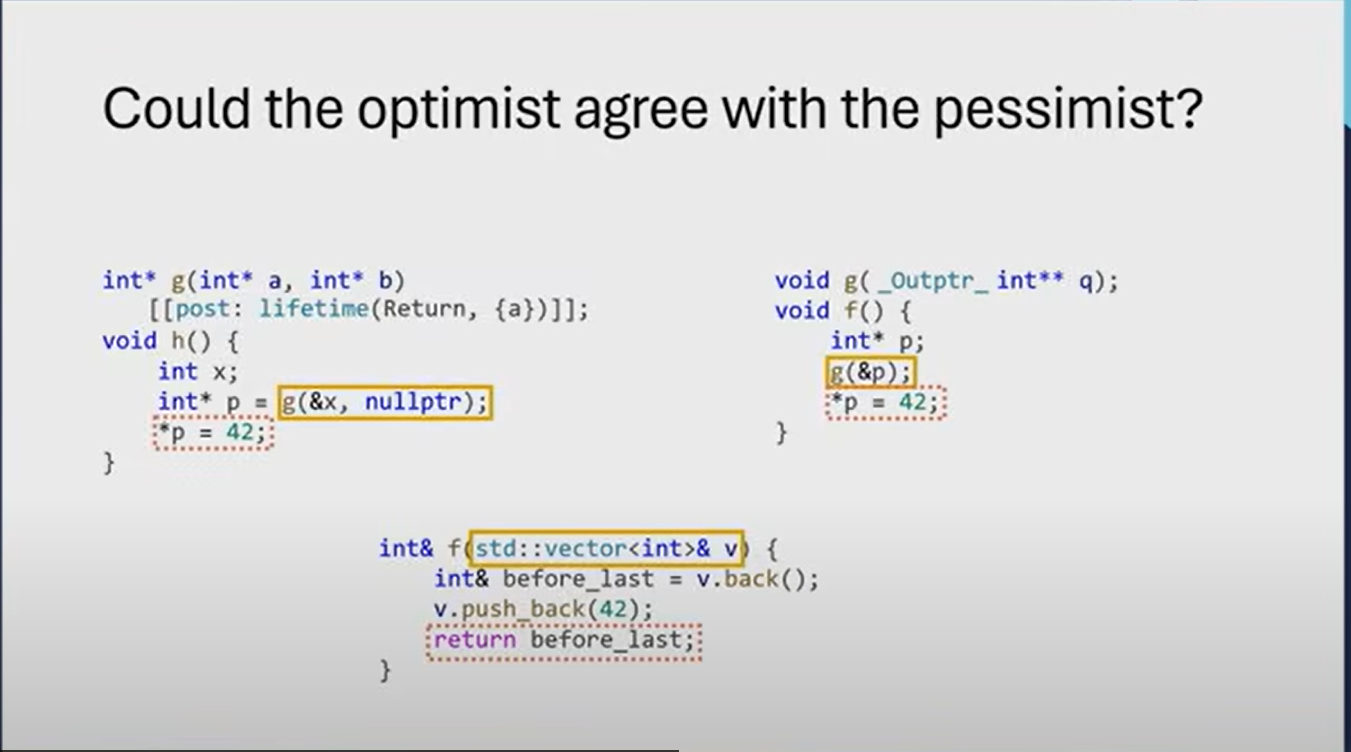 Could the optimist agree with the pessimist?
int* g(int* a, int* b)
[[post: lifetime(Return, {a})]];
void h() {
int x;
int* p = g(&x, nullptr);
*p = 42;
}
void g( _Outptr_ int** q);
void f() {
int* p;
g(&p);
*p = 42;
}
int& f(std::vector<int>& v) {
int& before_last = v.back();
v.push_back(42);
return before_last;
}